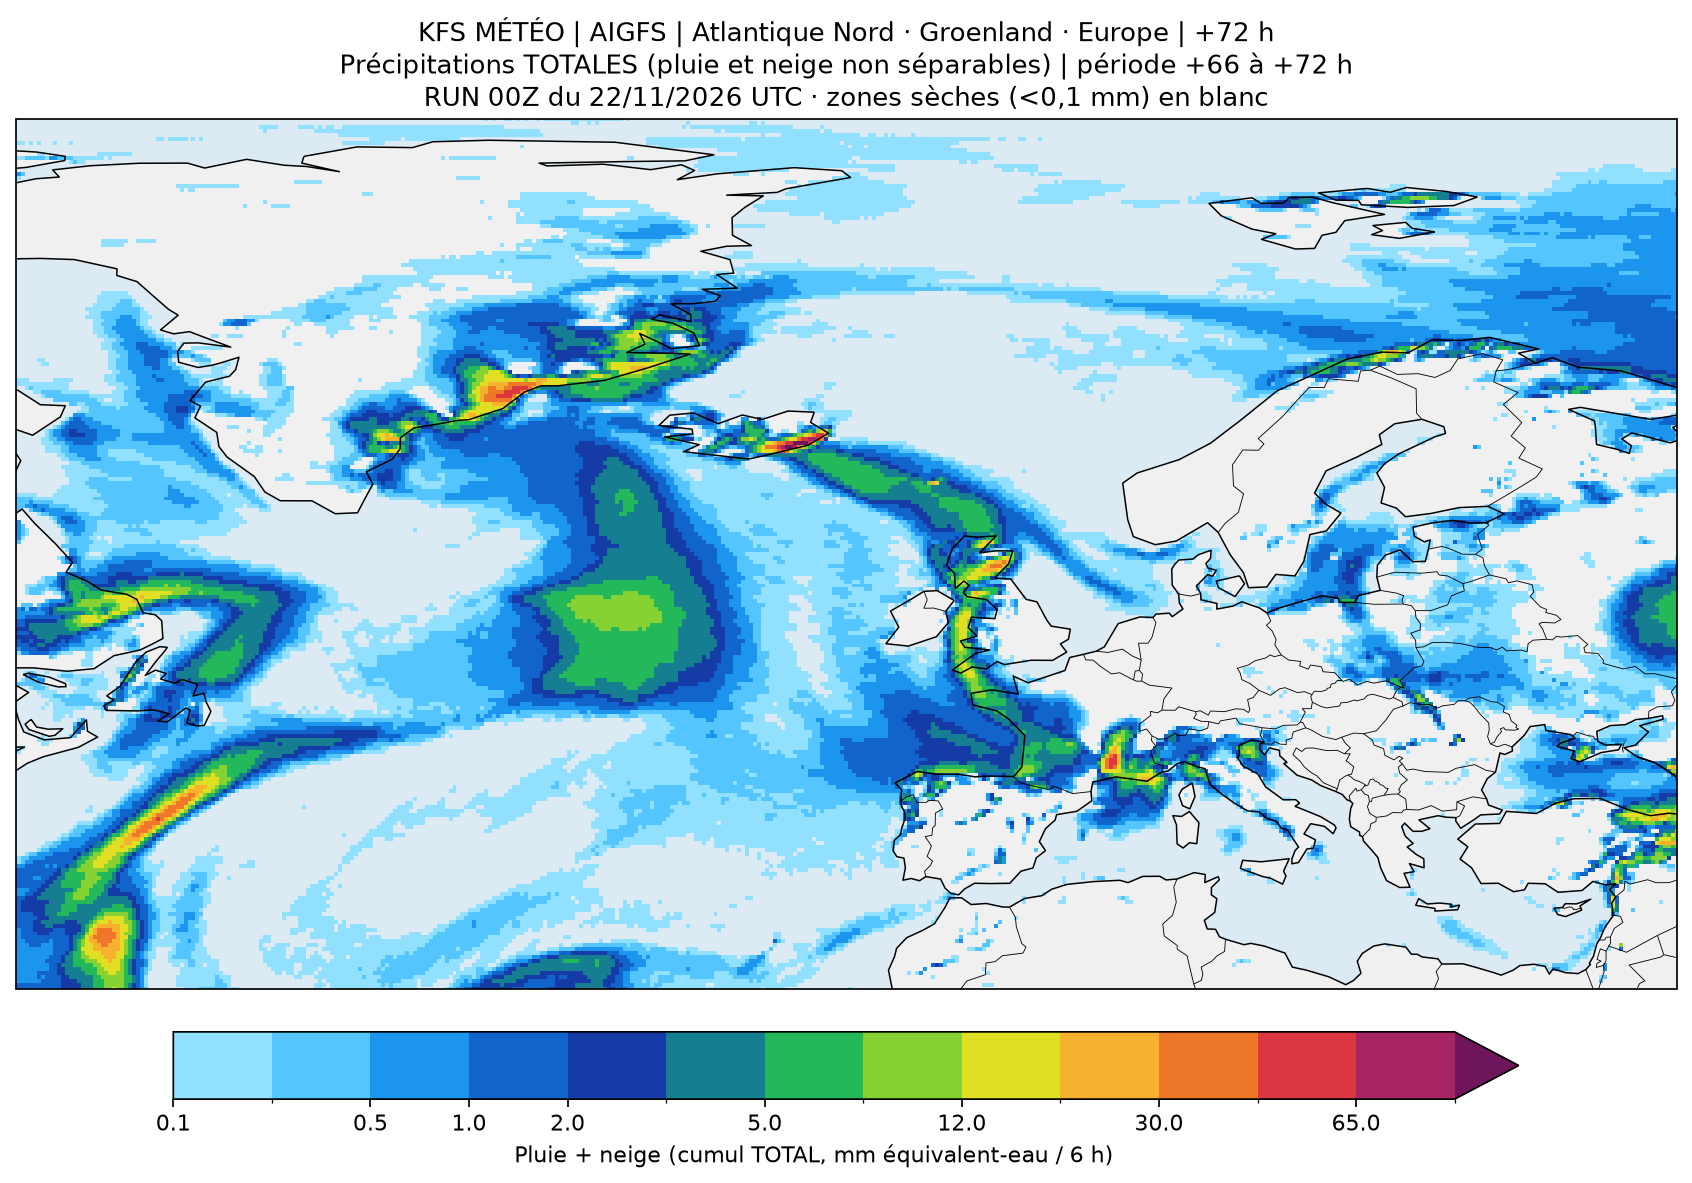 KFS MÉTÉO | AIGFS | Atlantique Nord · Groenland · Europe | +72 h
Précipitations TOTALES (pluie et neige non séparables) | période +66 à +72 h
RUN 00Z du 22/11/2026 UTC · zones sèches (<0,1 mm) en blanc
0.1 0.5 1.0 2.0 5.0 12.0 30.0 65.0
Pluie + neige (cumul TOTAL, mm équivalent-eau / 6 h)